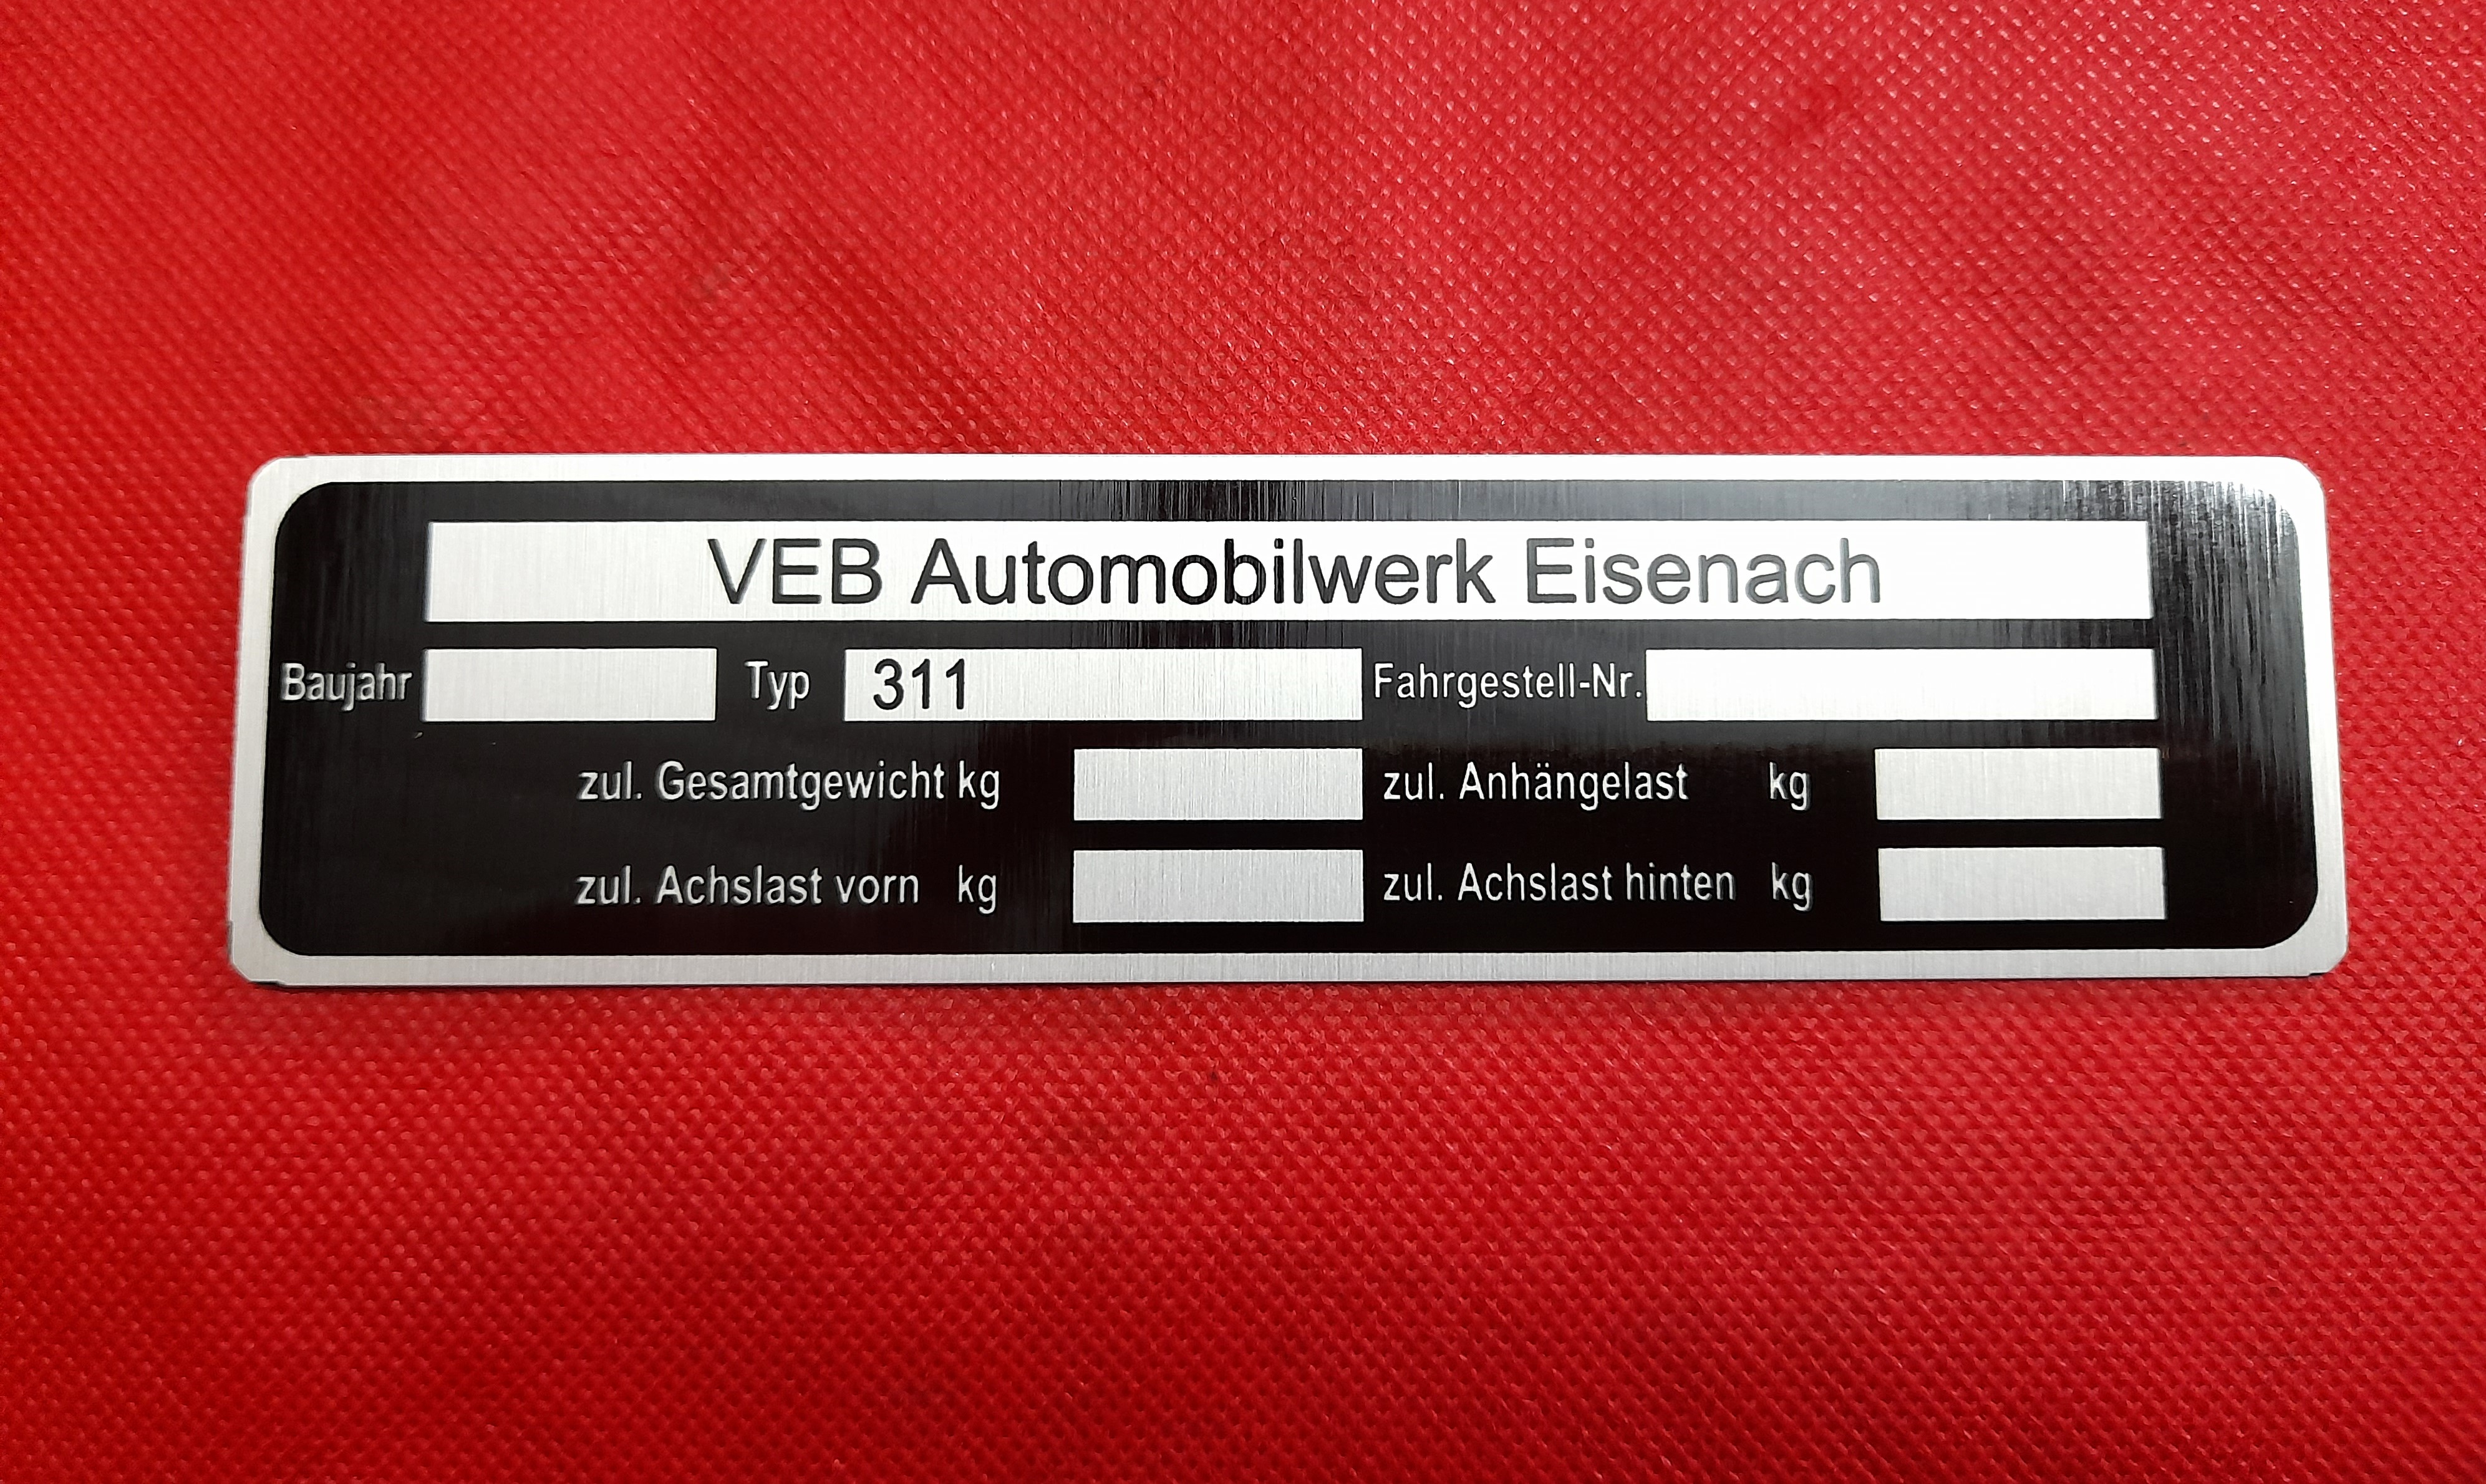 VEB Automobilwerk Eisenach
Baujahr Typ 311 Fahrgestell-Nr.
zul. Gesamtgewicht kg zul. Anhängelast kg
zul. Achslast vorn kg zul. Achslast hinten kg